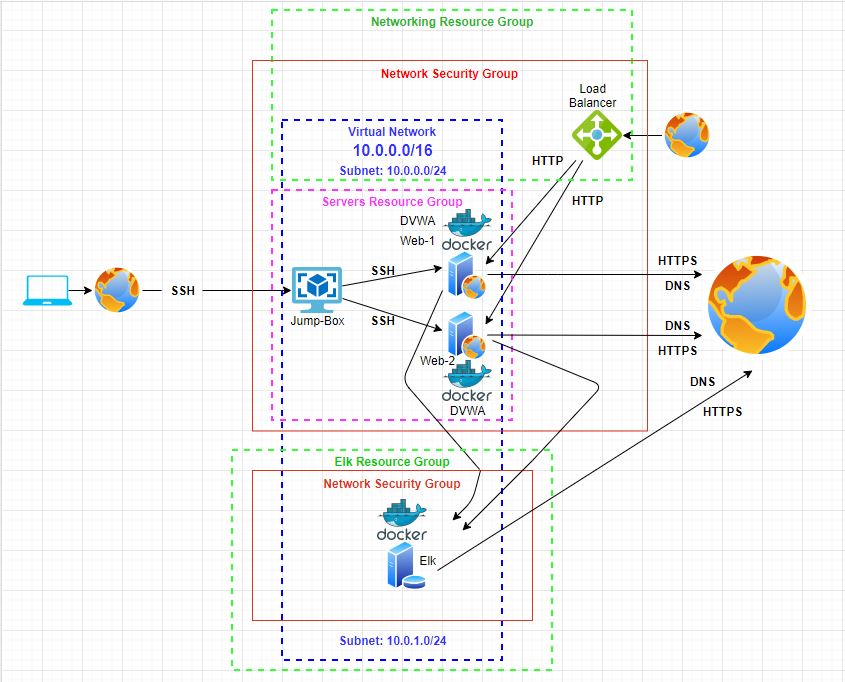 Networking Resource Group
Network Security Group
Load
Balancer
Virtual Network
10.0.0.0/16
Subnet: 10.0.0.0/24
HTTP
HTTP
Servers Resource Group
DVWA
Web-1
docker
HTTPS
DNS
SSH
SSH
SSH
Jump-Box
DNS
HTTPS
Web-2
docker
DVWA
DNS
HTTPS
Elk Resource Group
Network Security Group
docker
Elk
Subnet: 10.0.1.0/24